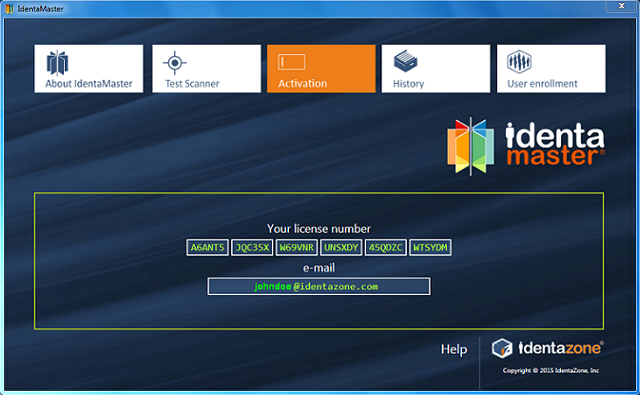 IdentaMaster
About IdentaMaster
Test Scanner
Activation
History
User enrollment
identa
master®
Your license number
A6ANT5 JQC35X W69VNR UNSXDY 45QDZC WTSYDM
e-mail
johndoe@identazone.com
Help
identazone®
Copyright © 2015 IdentaZone, Inc